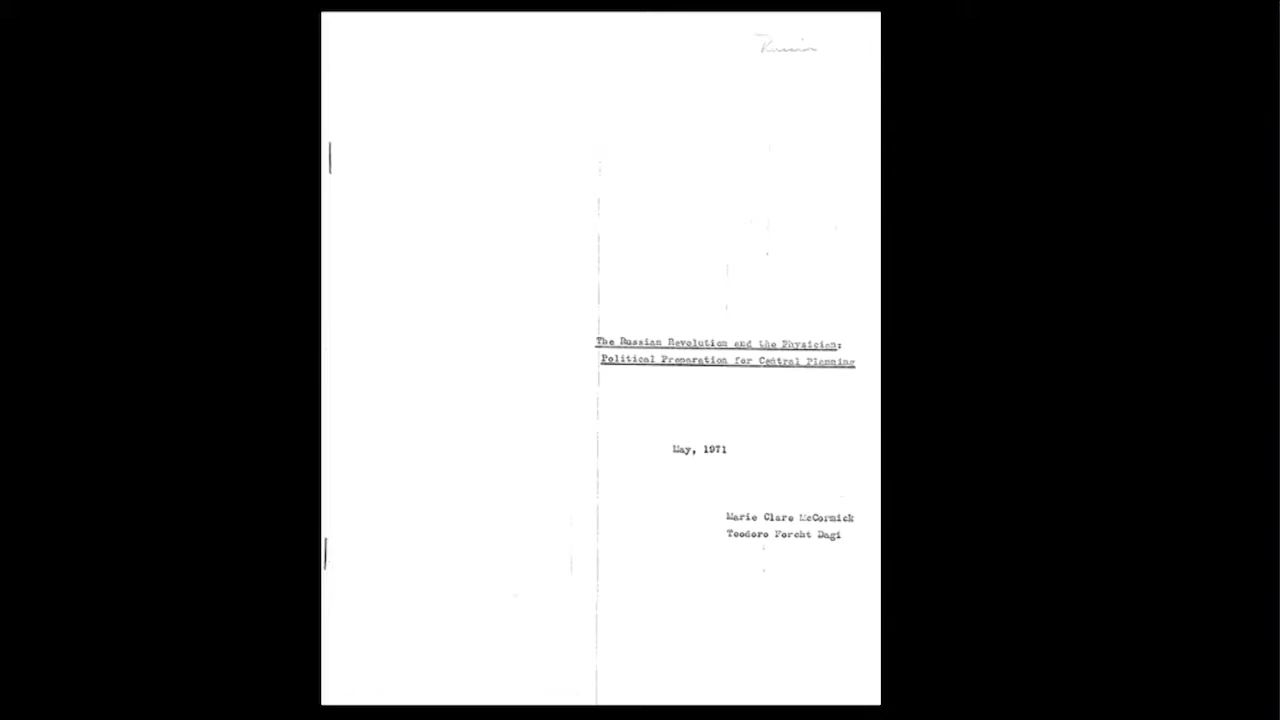 Russia
The Russian Revolution and the Physician:
Political Preparation for Central Planning
May, 1971
Marie Clare McCormick
Teodoro Forcht Dagi